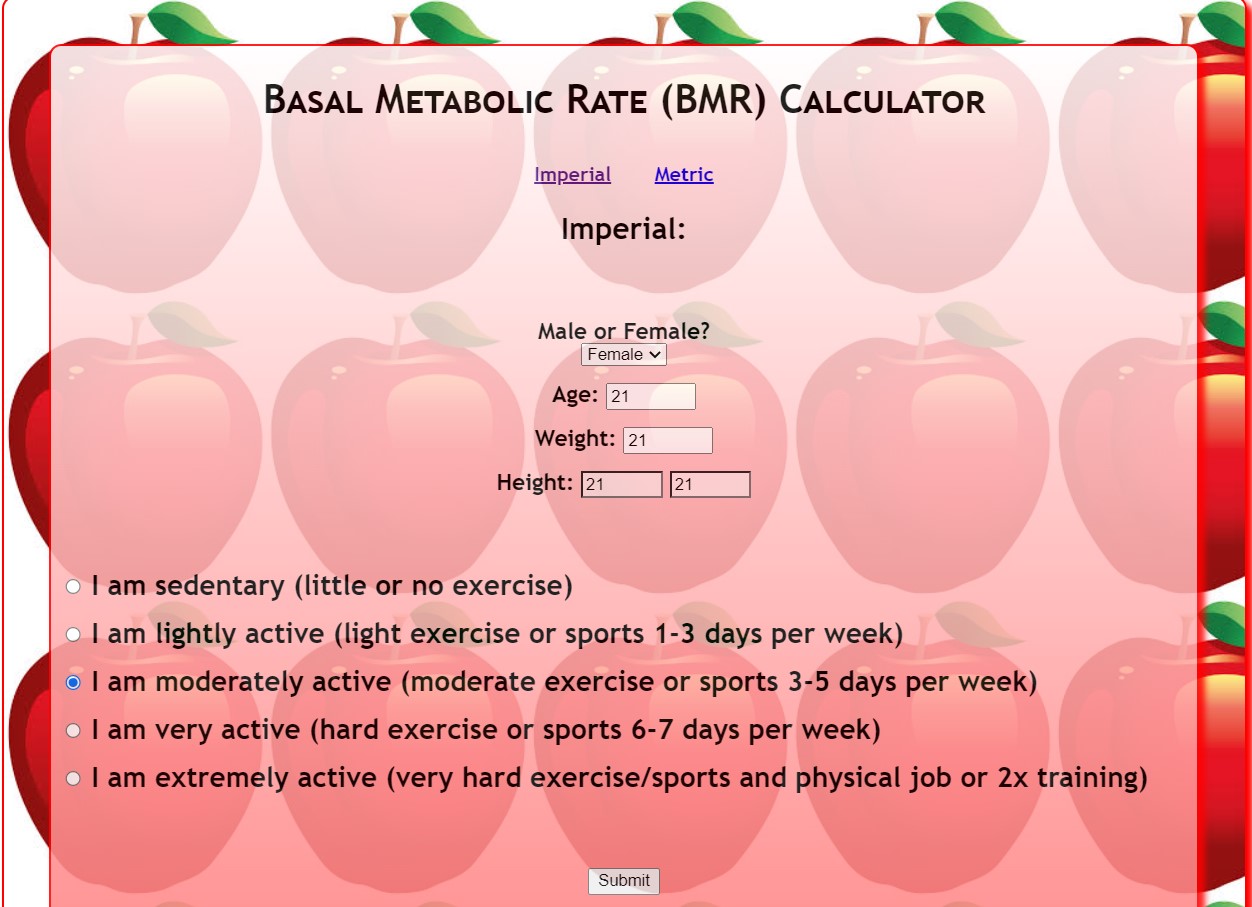 Basal Metabolic Rate (BMR) Calculator
Imperial Metric
Imperial:
Male or Female?
Female
Age: 21
Weight: 21
Height: 21 21
I am sedentary (little or no exercise)
I am lightly active (light exercise or sports 1-3 days per week)
I am moderately active (moderate exercise or sports 3-5 days per week)
I am very active (hard exercise or sports 6-7 days per week)
I am extremely active (very hard exercise/sports and physical job or 2x training)
Submit